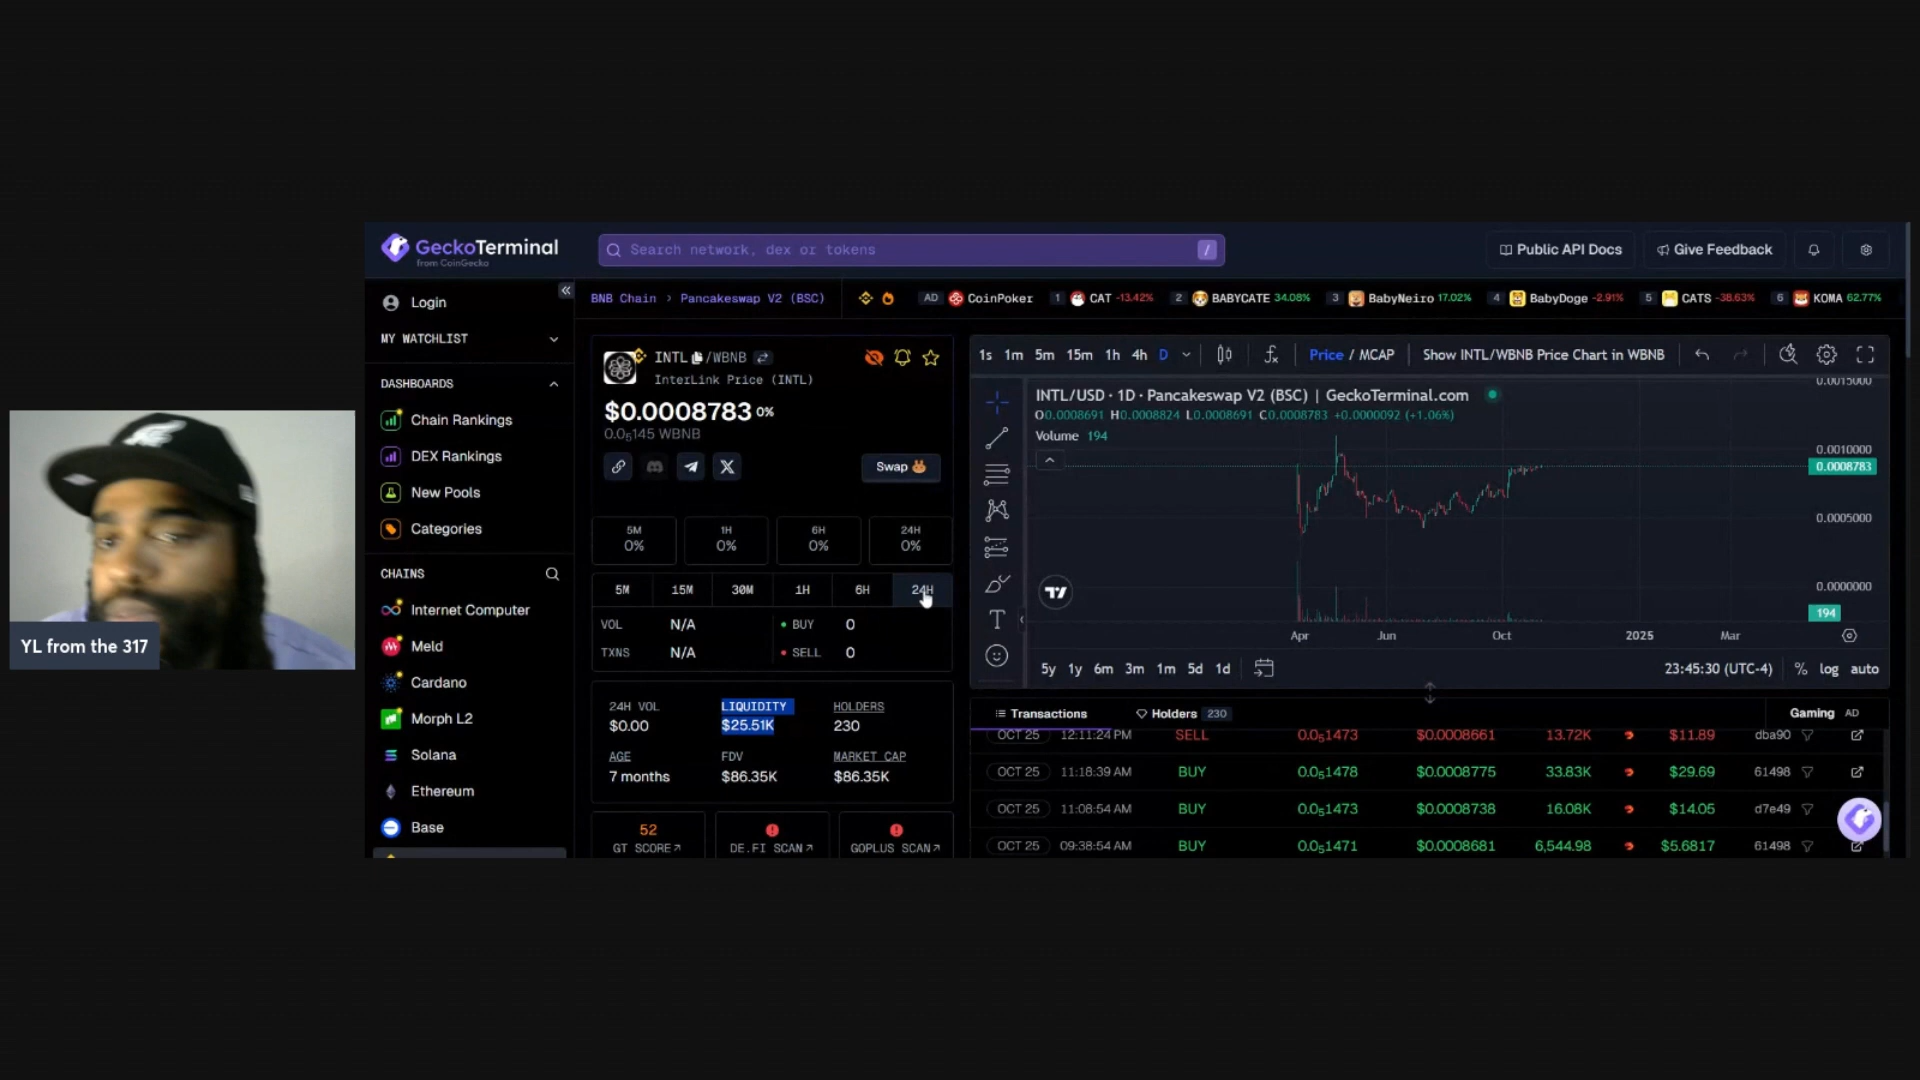 GeckoTerminal
from CoinGecko
Search network, dex or tokens
/
Public API Docs
Give Feedback
Login
MY WATCHLIST
DASHBOARDS
Chain Rankings
DEX Rankings
New Pools
Categories
CHAINS
Internet Computer
Meld
Cardano
Morph L2
Solana
Ethereum
Base
BNB Chain > Pancakeswap V2 (BSC)
AD CoinPoker 1 CAT -13.42% 2 BABYCATE 34.08% 3 BabyNeiro 17.02% 4 BabyDoge -2.91% 5 CATS -38.63% 6 KOMA 62.77%
INTL /WBNB
InterLink Price (INTL)
$0.0008783 0%
0.0₅145 WBNB
Swap
5M 1H 6H 24H
0% 0% 0% 0%
5M 15M 30M 1H 6H 24H
VOL N/A BUY 0
TXNS N/A SELL 0
24H VOL LIQUIDITY HOLDERS
$0.00 $25.51K 230
AGE FDV MARKET CAP
7 months $86.35K $86.35K
52
GT SCORE DE.FI SCAN GOPLUS SCAN
1s 1m 5m 15m 1h 4h D Price / MCAP Show INTL/WBNB Price Chart in WBNB
INTL/USD · 1D · Pancakeswap V2 (BSC) | GeckoTerminal.com
O0.0008691 H0.0008824 L0.0008691 C0.0008783 +0.0000092 (+1.06%)
Volume 194
0.0015000
0.0010000
0.0008783
0.0005000
0.0000000
194
Apr Jun Oct 2025 Mar
5y 1y 6m 3m 1m 5d 1d 23:45:30 (UTC-4) % log auto
Transactions Holders 230 Gaming AD
OCT 25 12:11:24 PM SELL 0.0₅1473 $0.0008661 13.72K $11.89 dba90
OCT 25 11:18:39 AM BUY 0.0₅1478 $0.0008775 33.83K $29.69 61498
OCT 25 11:08:54 AM BUY 0.0₅1473 $0.0008738 16.08K $14.05 d7e49
OCT 25 09:38:54 AM BUY 0.0₅1471 $0.0008681 6,544.98 $5.6817 61498
YL from the 317